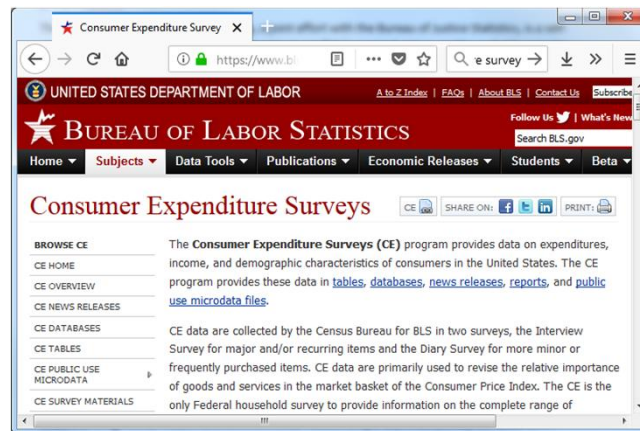 Consumer Expenditure Survey
https://www.bl
e survey
UNITED STATES DEPARTMENT OF LABOR
A to Z Index | FAQs | About BLS | Contact Us Subscribe
BUREAU OF LABOR STATISTICS
Follow Us | What's New
Search BLS.gov
Home Subjects Data Tools Publications Economic Releases Students Beta
Consumer Expenditure Surveys
CE SHARE ON: PRINT:
BROWSE CE
CE HOME
CE OVERVIEW
CE NEWS RELEASES
CE DATABASES
CE TABLES
CE PUBLIC USE
MICRODATA
CE SURVEY MATERIALS
The Consumer Expenditure Surveys (CE) program provides data on expenditures,
income, and demographic characteristics of consumers in the United States. The CE
program provides these data in tables, databases, news releases, reports, and public
use microdata files.
CE data are collected by the Census Bureau for BLS in two surveys, the Interview
Survey for major and/or recurring items and the Diary Survey for more minor or
frequently purchased items. CE data are primarily used to revise the relative importance
of goods and services in the market basket of the Consumer Price Index. The CE is the
only Federal household survey to provide information on the complete range of